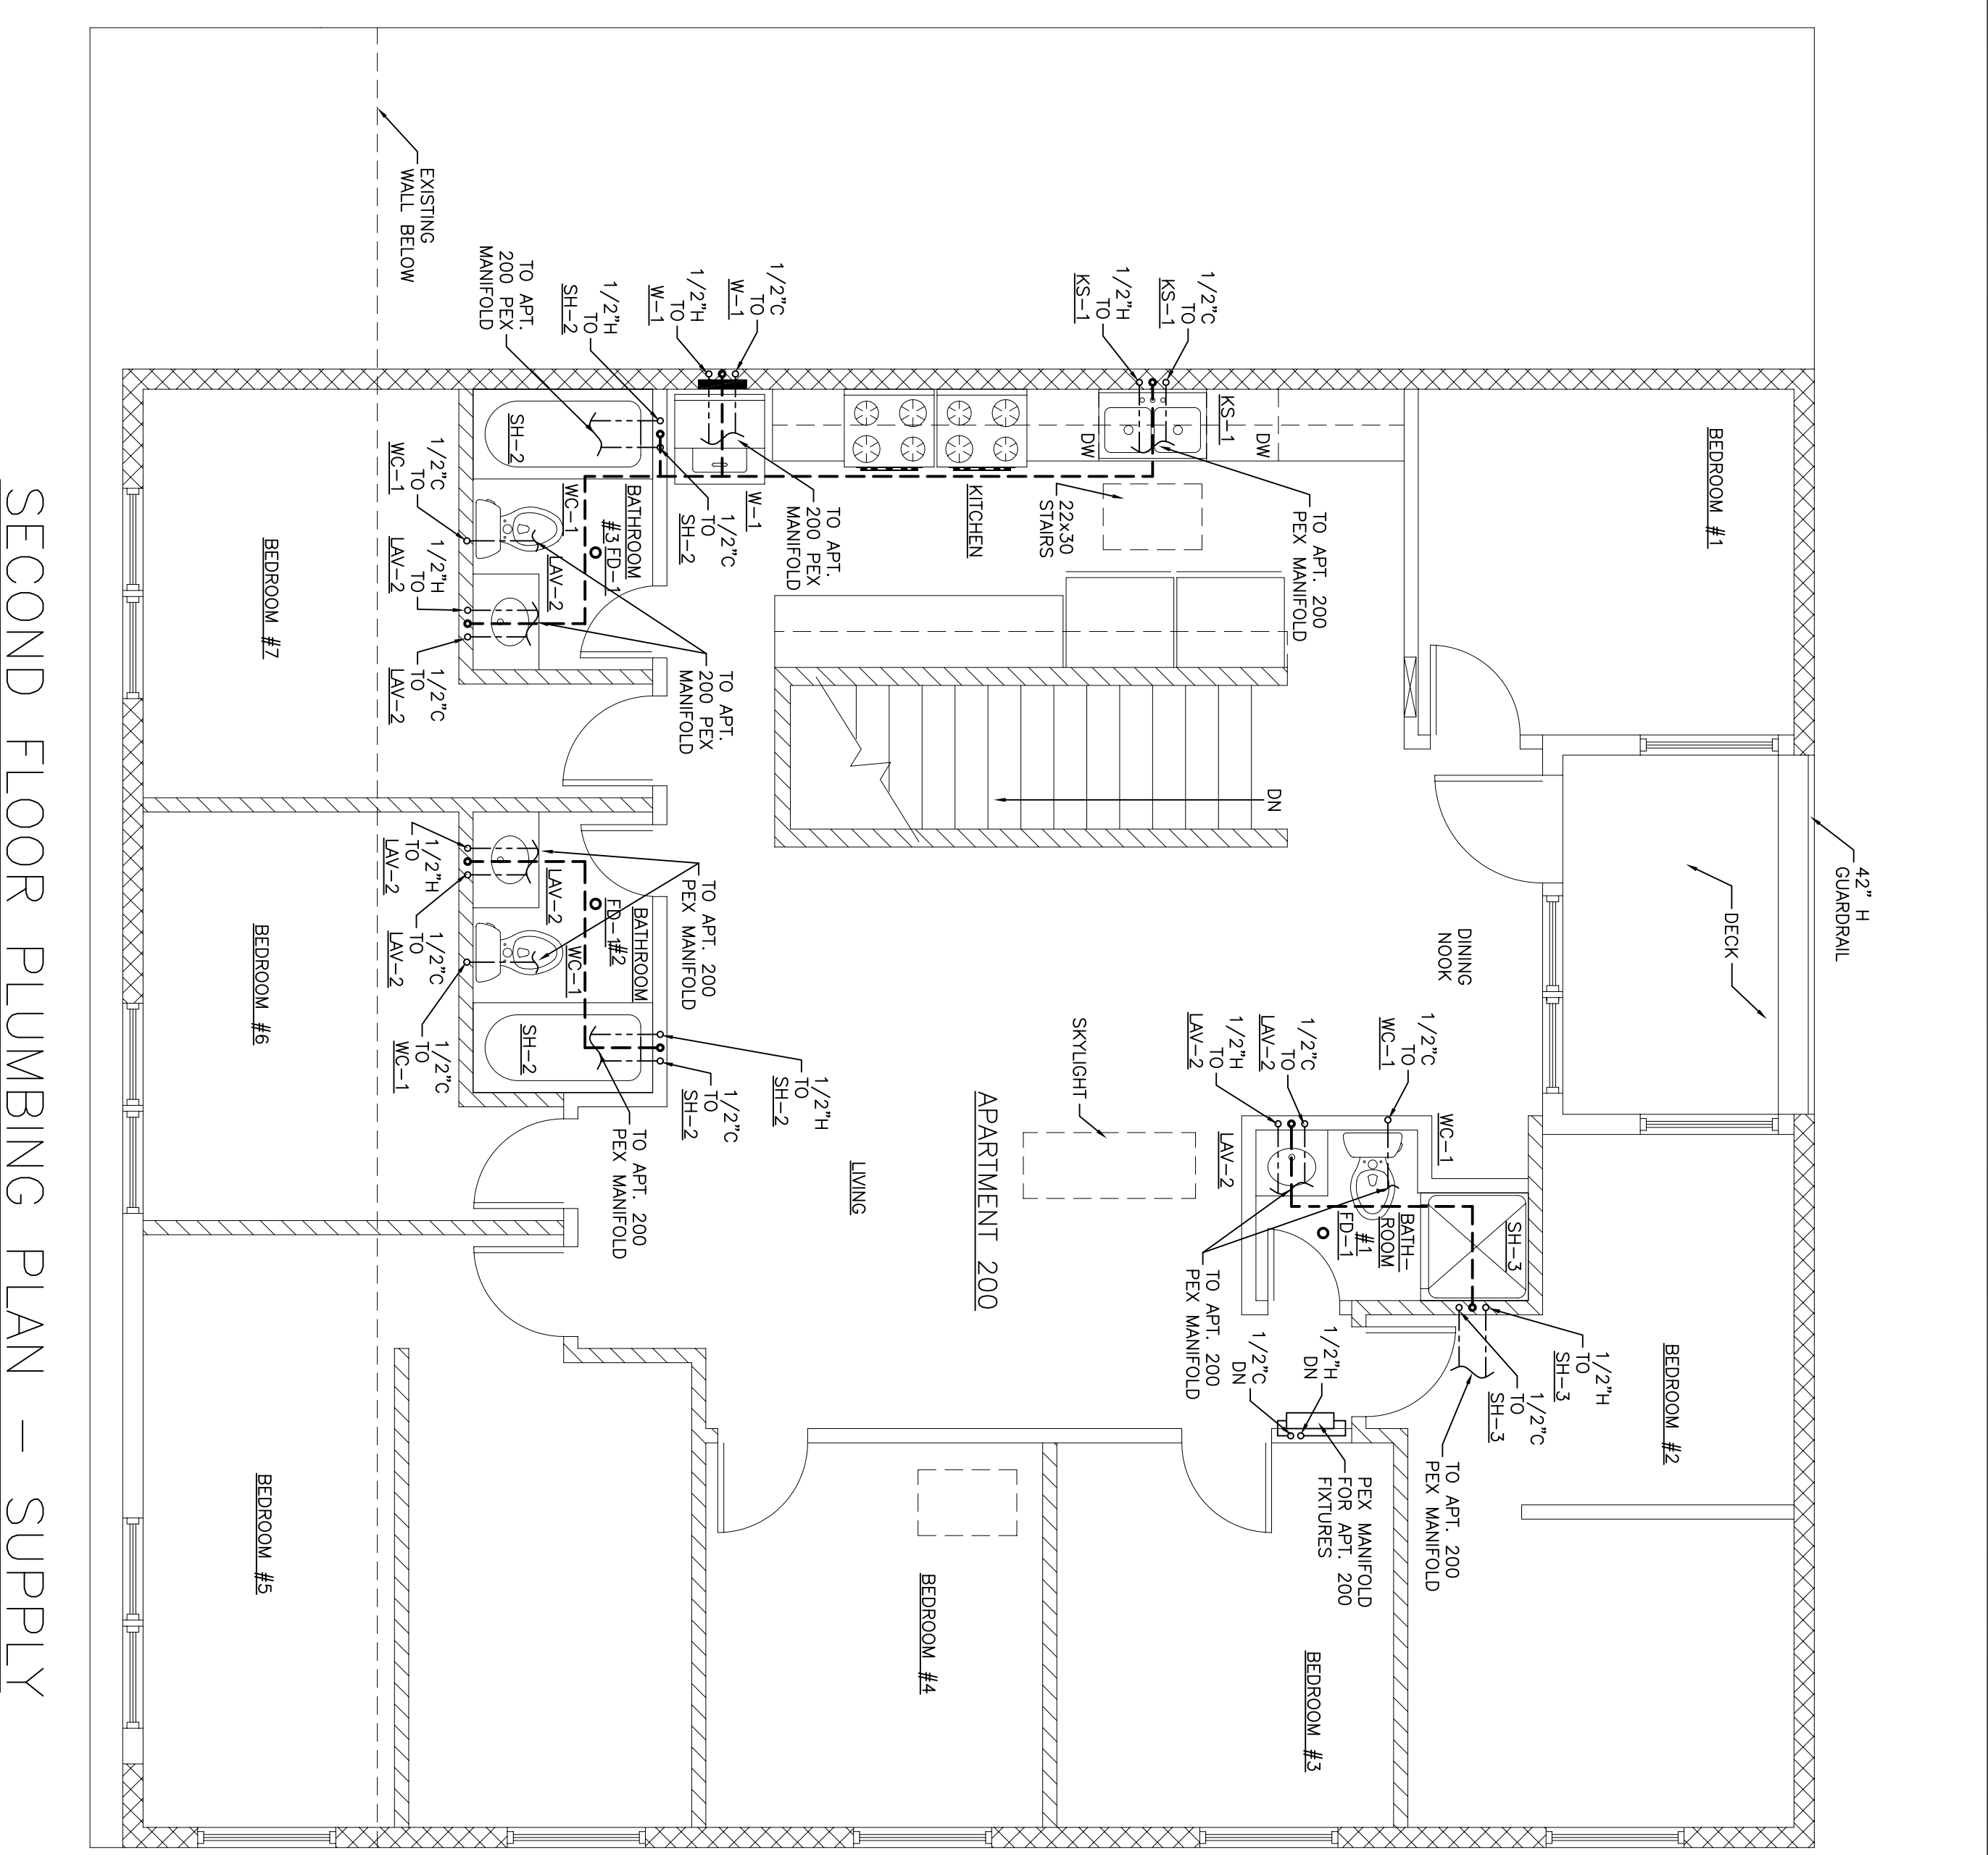 42" H
GUARDRAIL
DECK
BEDROOM #1
BEDROOM #2
DINING
NOOK
1/2"C
TO
KS-1
1/2"H
TO
KS-1
KS-1
DW
DW
TO APT. 200
PEX MANIFOLD
22x30
STAIRS
KITCHEN
DN
1/2"C
TO
WC-1
1/2"C
TO
LAV-2
1/2"H
TO
LAV-2
WC-1
LAV-2
SH-3
BATH-
ROOM
#1
FD-1
1/2"H
TO
SH-3
1/2"C
TO
SH-3
TO APT. 200
PEX MANIFOLD
TO APT. 200
PEX MANIFOLD
1/2"H
DN
1/2"C
DN
PEX MANIFOLD
FOR APT. 200
FIXTURES
BEDROOM #3
SKYLIGHT
APARTMENT 200
LIVING
BEDROOM #4
1/2"C
TO
W-1
1/2"H
TO
W-1
W-1
TO APT.
200 PEX
MANIFOLD
1/2"H
TO
SH-2
1/2"C
TO
SH-2
TO APT.
200 PEX
MANIFOLD
SH-2
WC-1
BATHROOM
#3
FD-1
LAV-2
TO APT.
200 PEX
MANIFOLD
1/2"C
TO
WC-1
1/2"H
TO
LAV-2
1/2"C
TO
LAV-2
TO APT. 200
PEX MANIFOLD
BATHROOM
#2
FD-1
LAV-2
WC-1
SH-2
1/2"H
TO
SH-2
1/2"C
TO
SH-2
TO APT. 200
PEX MANIFOLD
1/2"H
TO
LAV-2
1/2"C
TO
LAV-2
1/2"C
TO
WC-1
EXISTING
WALL BELOW
BEDROOM #7
BEDROOM #6
BEDROOM #5
SECOND FLOOR PLUMBING PLAN – SUPPLY